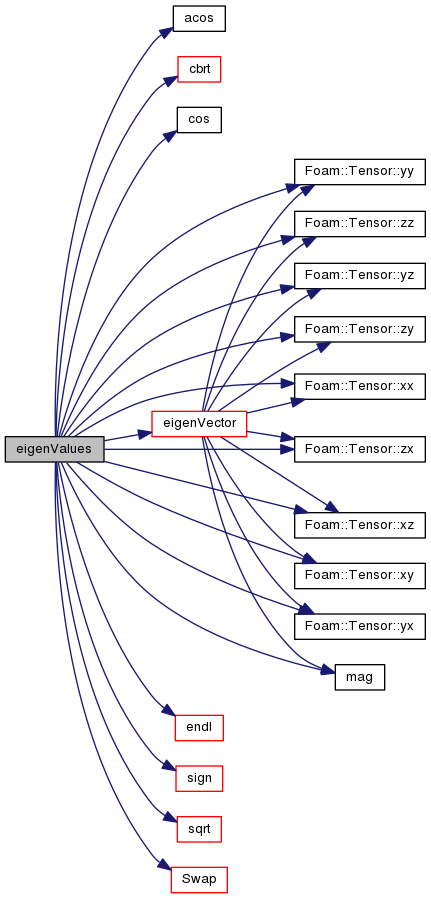 acos
cbrt
cos
Foam::Tensor::yy
Foam::Tensor::zz
Foam::Tensor::yz
Foam::Tensor::zy
Foam::Tensor::xx
eigenVector
eigenValues
Foam::Tensor::zx
Foam::Tensor::xz
Foam::Tensor::xy
Foam::Tensor::yx
mag
endl
sign
sqrt
Swap